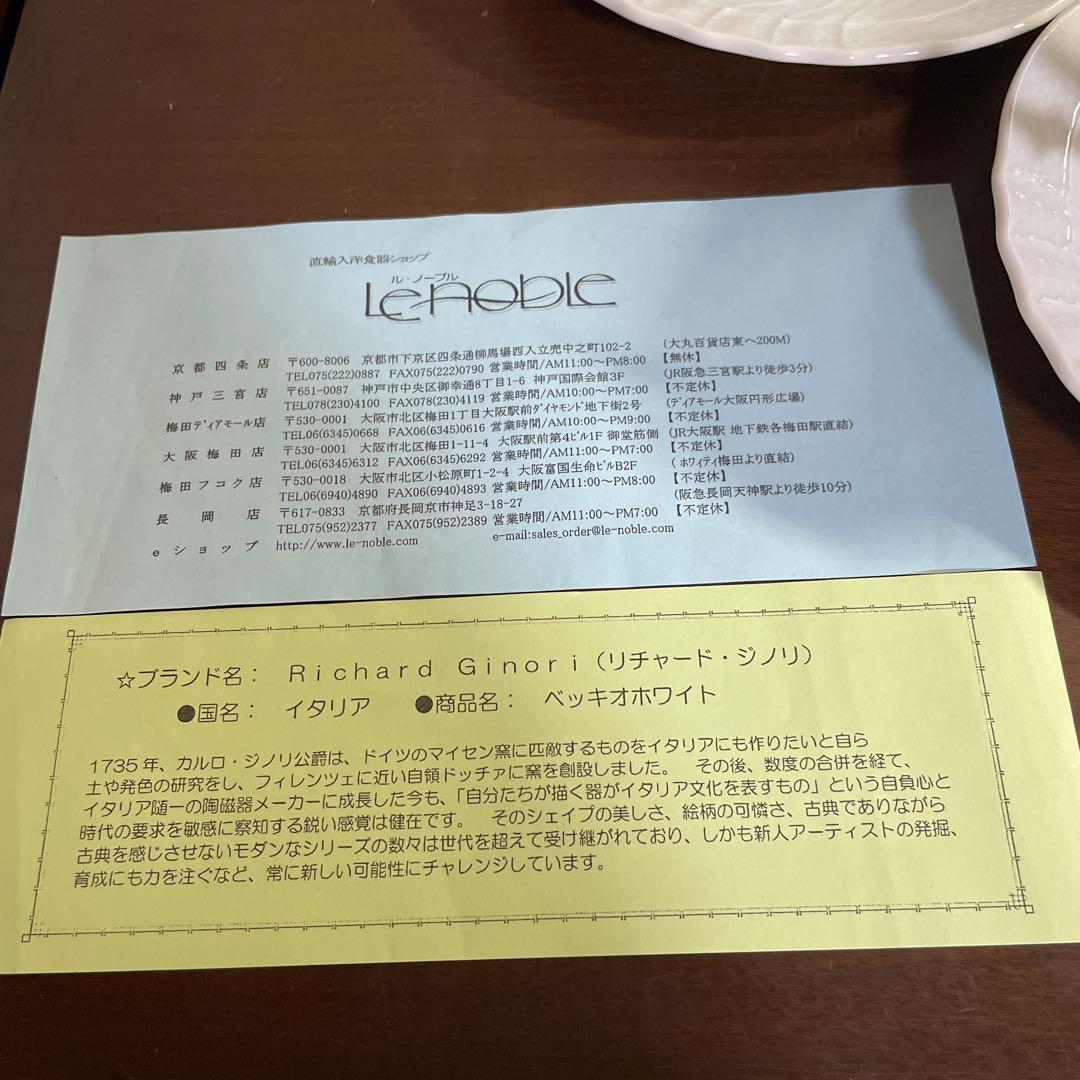 直輸入洋食器ショップ
ル・ノーブル
Le noble
京都四条店 〒600-8006 京都市下京区四条通柳馬場西入立売中之町102-2 (大丸百貨店東へ200M)
TEL075(222)0887 FAX075(222)0790 営業時間/AM11:00~PM8:00 【無休】
神戸三宮店 〒651-0087 神戸市中央区御幸通8丁目1-6 神戸国際会館3F (JR阪急三宮駅より徒歩3分)
TEL078(230)4100 FAX078(230)4119 営業時間/AM10:00~PM7:00 【不定休】
梅田ディアモール店 〒530-0001 大阪市北区梅田1丁目大阪駅前ダイヤモンド地下街2号 (ディアモール大阪円形広場)
TEL06(6345)0668 FAX06(6345)0616 営業時間/AM10:00~PM9:00 【不定休】
大阪梅田店 〒530-0001 大阪市北区梅田1-11-4 大阪駅前第4ビル1F 御堂筋側 (JR大阪駅 地下鉄各梅田駅直結)
TEL06(6345)6312 FAX06(6345)6292 営業時間/AM11:00~PM7:00 【不定休】
梅田フコク店 〒530-0018 大阪市北区小松原町1-2-4 大阪富国生命ビルB2F (ホワイティ梅田より直結)
TEL06(6940)4890 FAX06(6940)4893 営業時間/AM11:00~PM8:00 【不定休】
長岡店 〒617-0833 京都府長岡京市神足3-18-27 (阪急長岡天神駅より徒歩10分)
TEL075(952)2377 FAX075(952)2389 営業時間/AM11:00~PM7:00 【不定休】
eショップ http://www.le-noble.com e-mail:sales_order@le-noble.com
☆ブランド名: Richard Ginori(リチャード・ジノリ)
●国名: イタリア ●商品名: ベッキオホワイト
1735年、カルロ・ジノリ公爵は、ドイツのマイセン窯に匹敵するものをイタリアにも作りたいと自ら
土や発色の研究をし、フィレンツェに近い自領ドッチァに窯を創設しました。 その後、数度の合併を経て、
イタリア随一の陶磁器メーカーに成長した今も、「自分たちが描く器がイタリア文化を表すもの」という自負心と
時代の要求を敏感に察知する鋭い感覚は健在です。 そのシェイプの美しさ、絵柄の可憐さ、古典でありながら
古典を感じさせないモダンなシリーズの数々は世代を超えて受け継がれており、しかも新人アーティストの発掘、
育成にも力を注ぐなど、常に新しい可能性にチャレンジしています。